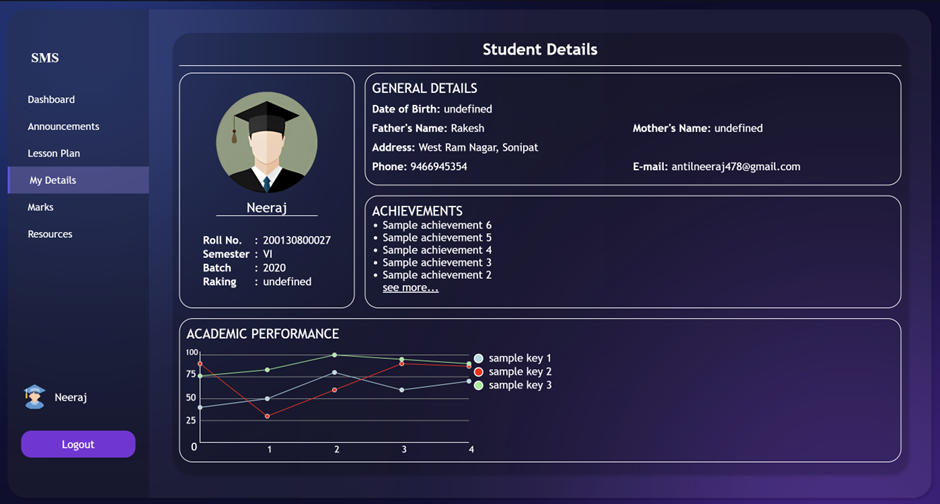 SMS
Dashboard
Announcements
Lesson Plan
My Details
Marks
Resources
Neeraj
Logout
Student Details
Neeraj
Roll No. : 200130800027
Semester : VI
Batch : 2020
Raking : undefined
GENERAL DETAILS
Date of Birth: undefined
Father's Name: Rakesh Mother's Name: undefined
Address: West Ram Nagar, Sonipat
Phone: 9466945354 E-mail: antilneeraj478@gmail.com
ACHIEVEMENTS
• Sample achievement 6
• Sample achievement 5
• Sample achievement 4
• Sample achievement 3
• Sample achievement 2
see more...
ACADEMIC PERFORMANCE
100
75
50
25
0 1 2 3 4
sample key 1
sample key 2
sample key 3